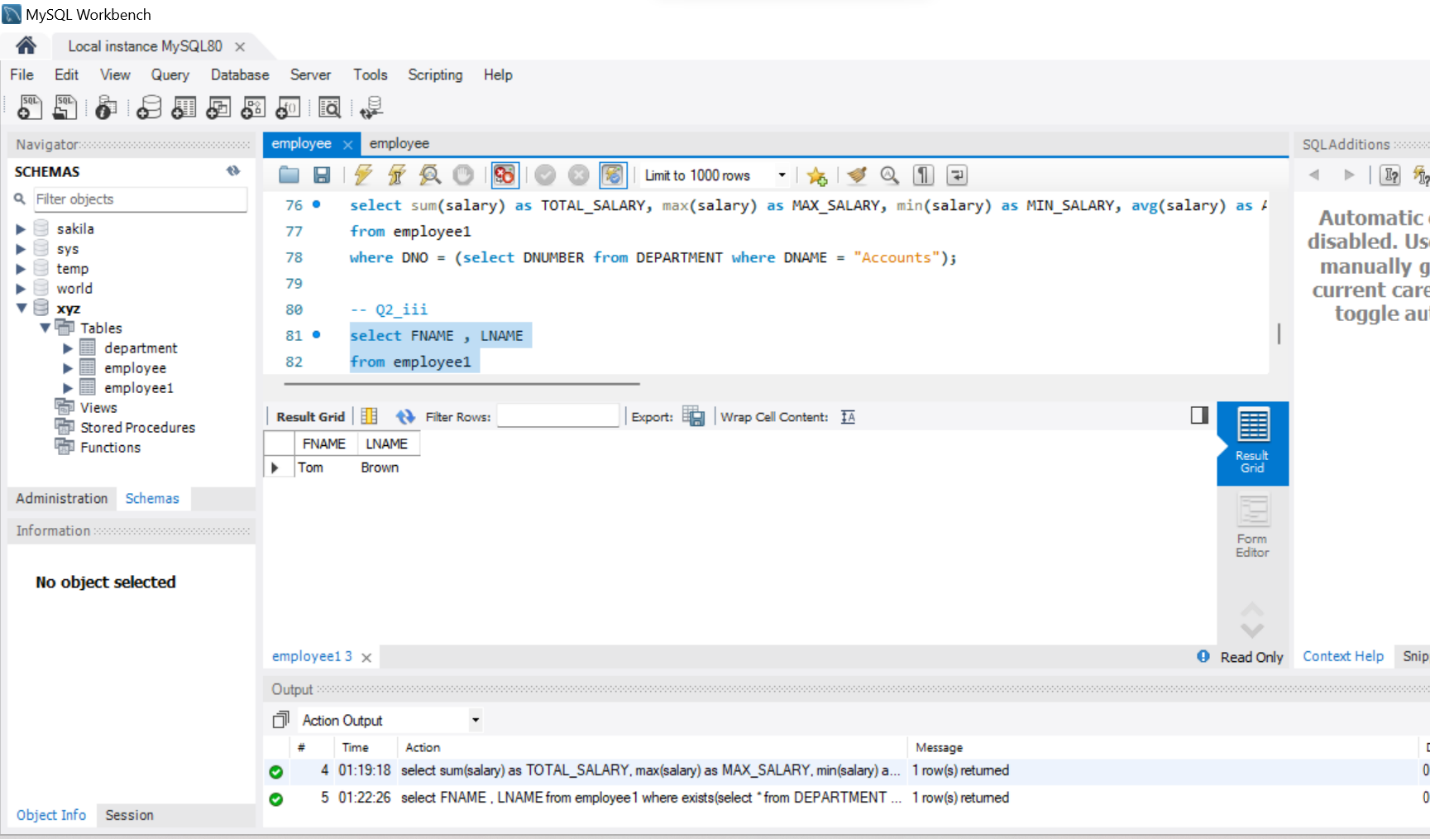 MySQL Workbench
Local instance MySQL80
File Edit View Query Database Server Tools Scripting Help
Navigator
SCHEMAS
Filter objects
sakila
sys
temp
world
xyz
Tables
department
employee
employee1
Views
Stored Procedures
Functions
Administration Schemas
Information
No object selected
Object Info Session
employee employee
Limit to 1000 rows
76 select sum(salary) as TOTAL_SALARY, max(salary) as MAX_SALARY, min(salary) as MIN_SALARY, avg(salary) as
77 from employee1
78 where DNO = (select DNUMBER from DEPARTMENT where DNAME = "Accounts");
79
80 -- Q2_iii
81 select FNAME , LNAME
82 from employee1
Result Grid Filter Rows: Export: Wrap Cell Content:
FNAME LNAME
Tom Brown
Result
Grid
Form
Editor
employee1 3
Read Only
SQLAdditions
Automatic
disabled. Us
manually g
current care
toggle au
Context Help Snip
Output
Action Output
# Time Action Message
4 01:19:18 select sum(salary) as TOTAL_SALARY, max(salary) as MAX_SALARY, min(salary) a... 1 row(s) returned
5 01:22:26 select FNAME , LNAME from employee1 where exists(select * from DEPARTMENT ... 1 row(s) returned